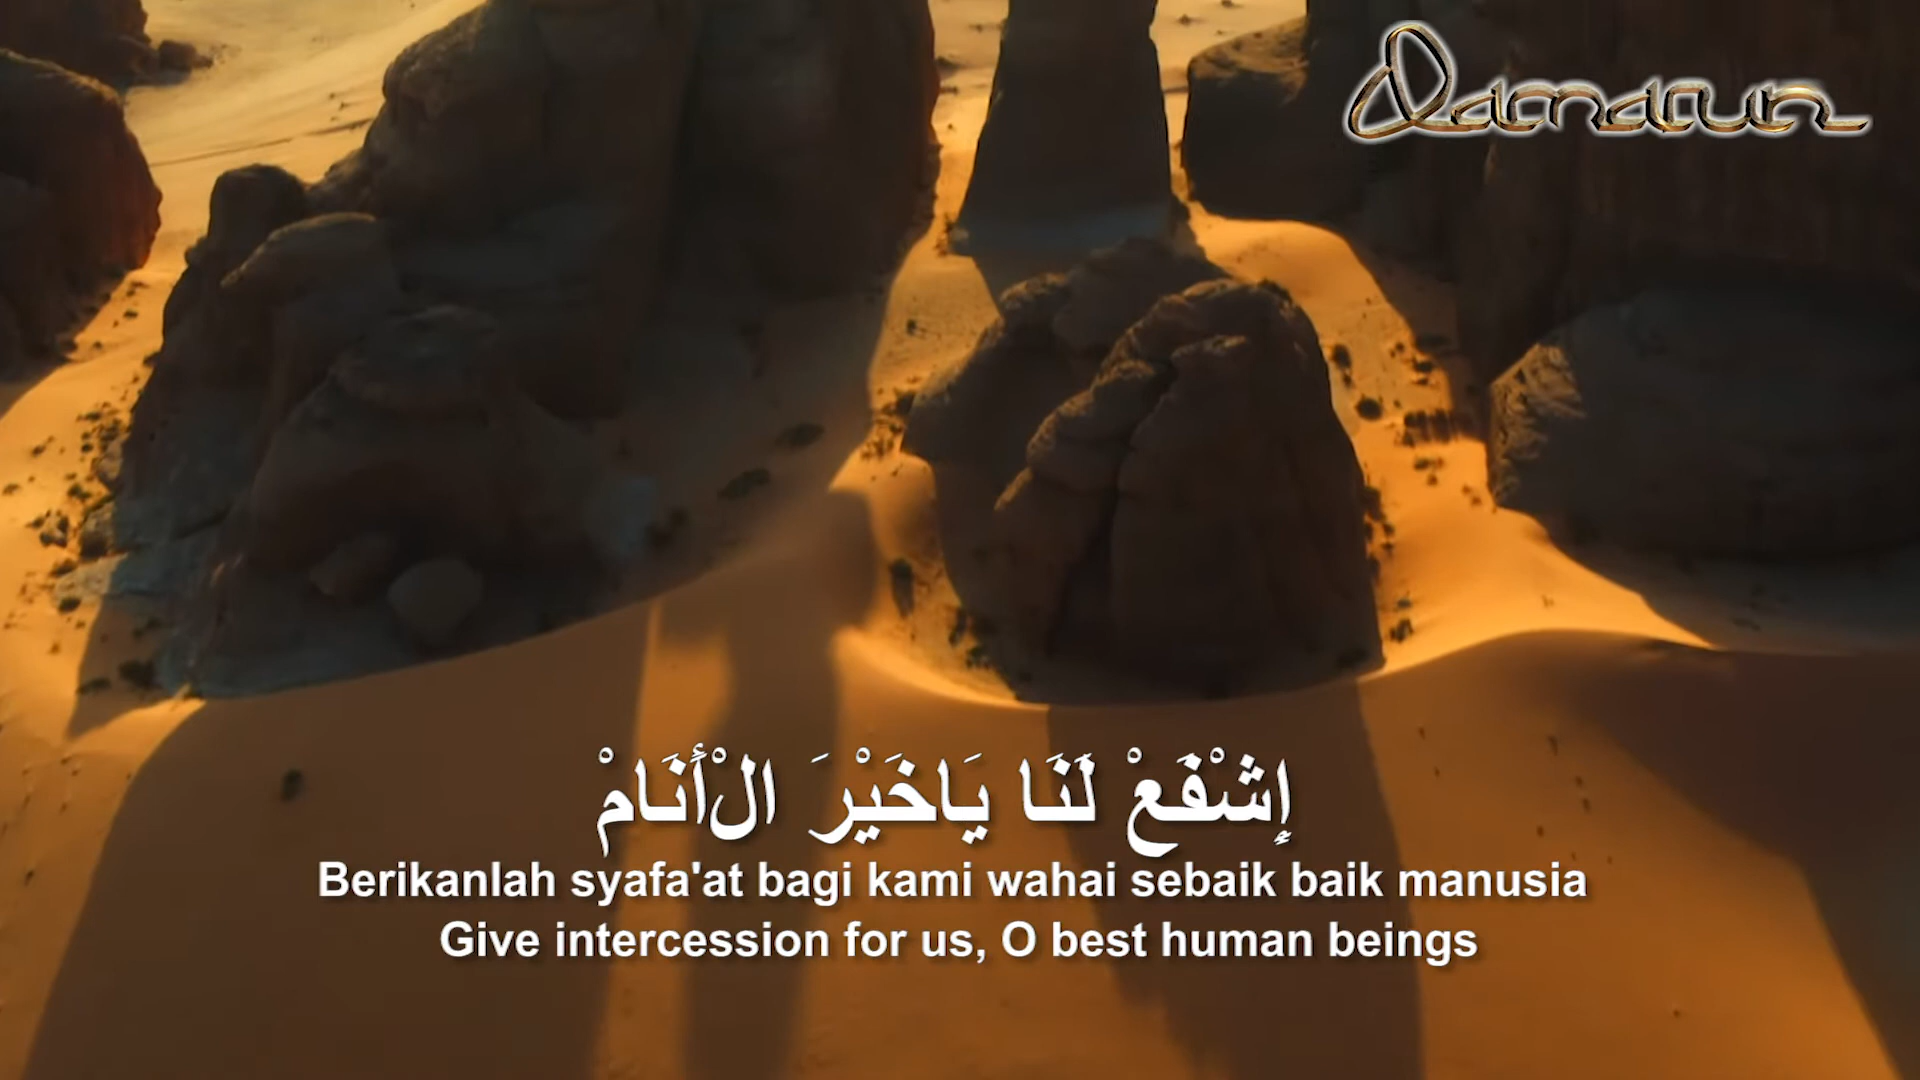 Qamarun
إِشْفَعْ لَنَا يَاخَيْرَ الْأَنَامْ
Berikanlah syafa'at bagi kami wahai sebaik baik manusia
Give intercession for us, O best human beings